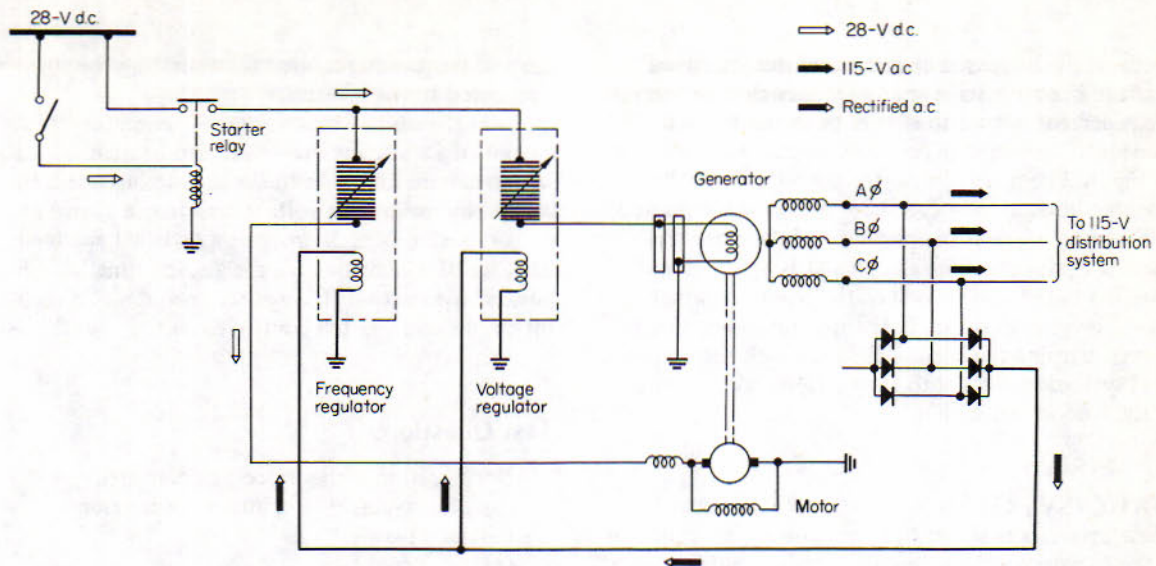 28-V d.c.
28-V d.c.
115-V a.c
Rectified a.c.
Starter
relay
Generator
AØ
BØ
CØ
To 115-V
distribution
system
Frequency
regulator
Voltage
regulator
Motor